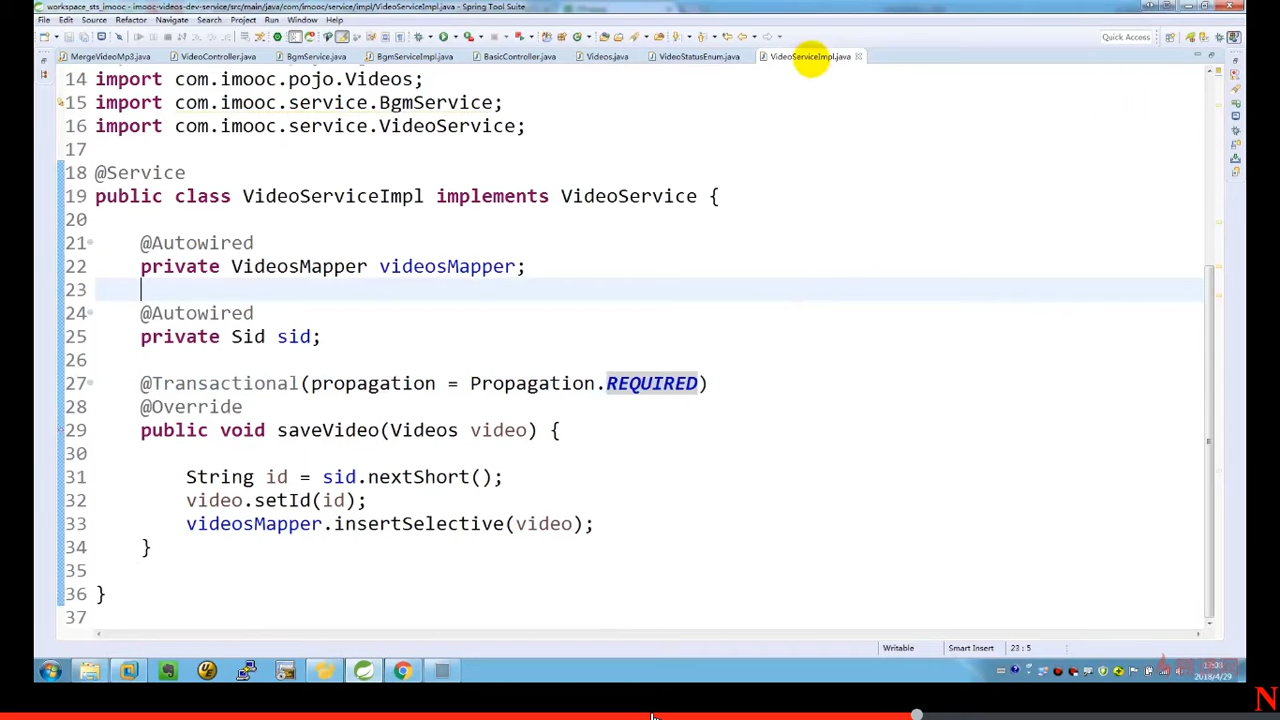 workspace_sts_imooc - imooc-videos-dev-service/src/main/java/com/imooc/service/impl/VideoServiceImpl.java - Spring Tool Suite
File Edit Source Refactor Navigate Search Project Run Window Help
Quick Access
MergeVideoMp3.java VideoController.java BgmService.java BgmServiceImpl.java BasicController.java Videos.java VideoStatusEnum.java VideoServiceImpl.java
14 import com.imooc.pojo.Videos;
15 import com.imooc.service.BgmService;
16 import com.imooc.service.VideoService;
17
18 @Service
19 public class VideoServiceImpl implements VideoService {
20
21 @Autowired
22 private VideosMapper videosMapper;
23
24 @Autowired
25 private Sid sid;
26
27 @Transactional(propagation = Propagation.REQUIRED)
28 @Override
29 public void saveVideo(Videos video) {
30
31 String id = sid.nextShort();
32 video.setId(id);
33 videosMapper.insertSelective(video);
34 }
35
36 }
37
Writable Smart Insert 23 : 5
17:03
2018/4/29
N